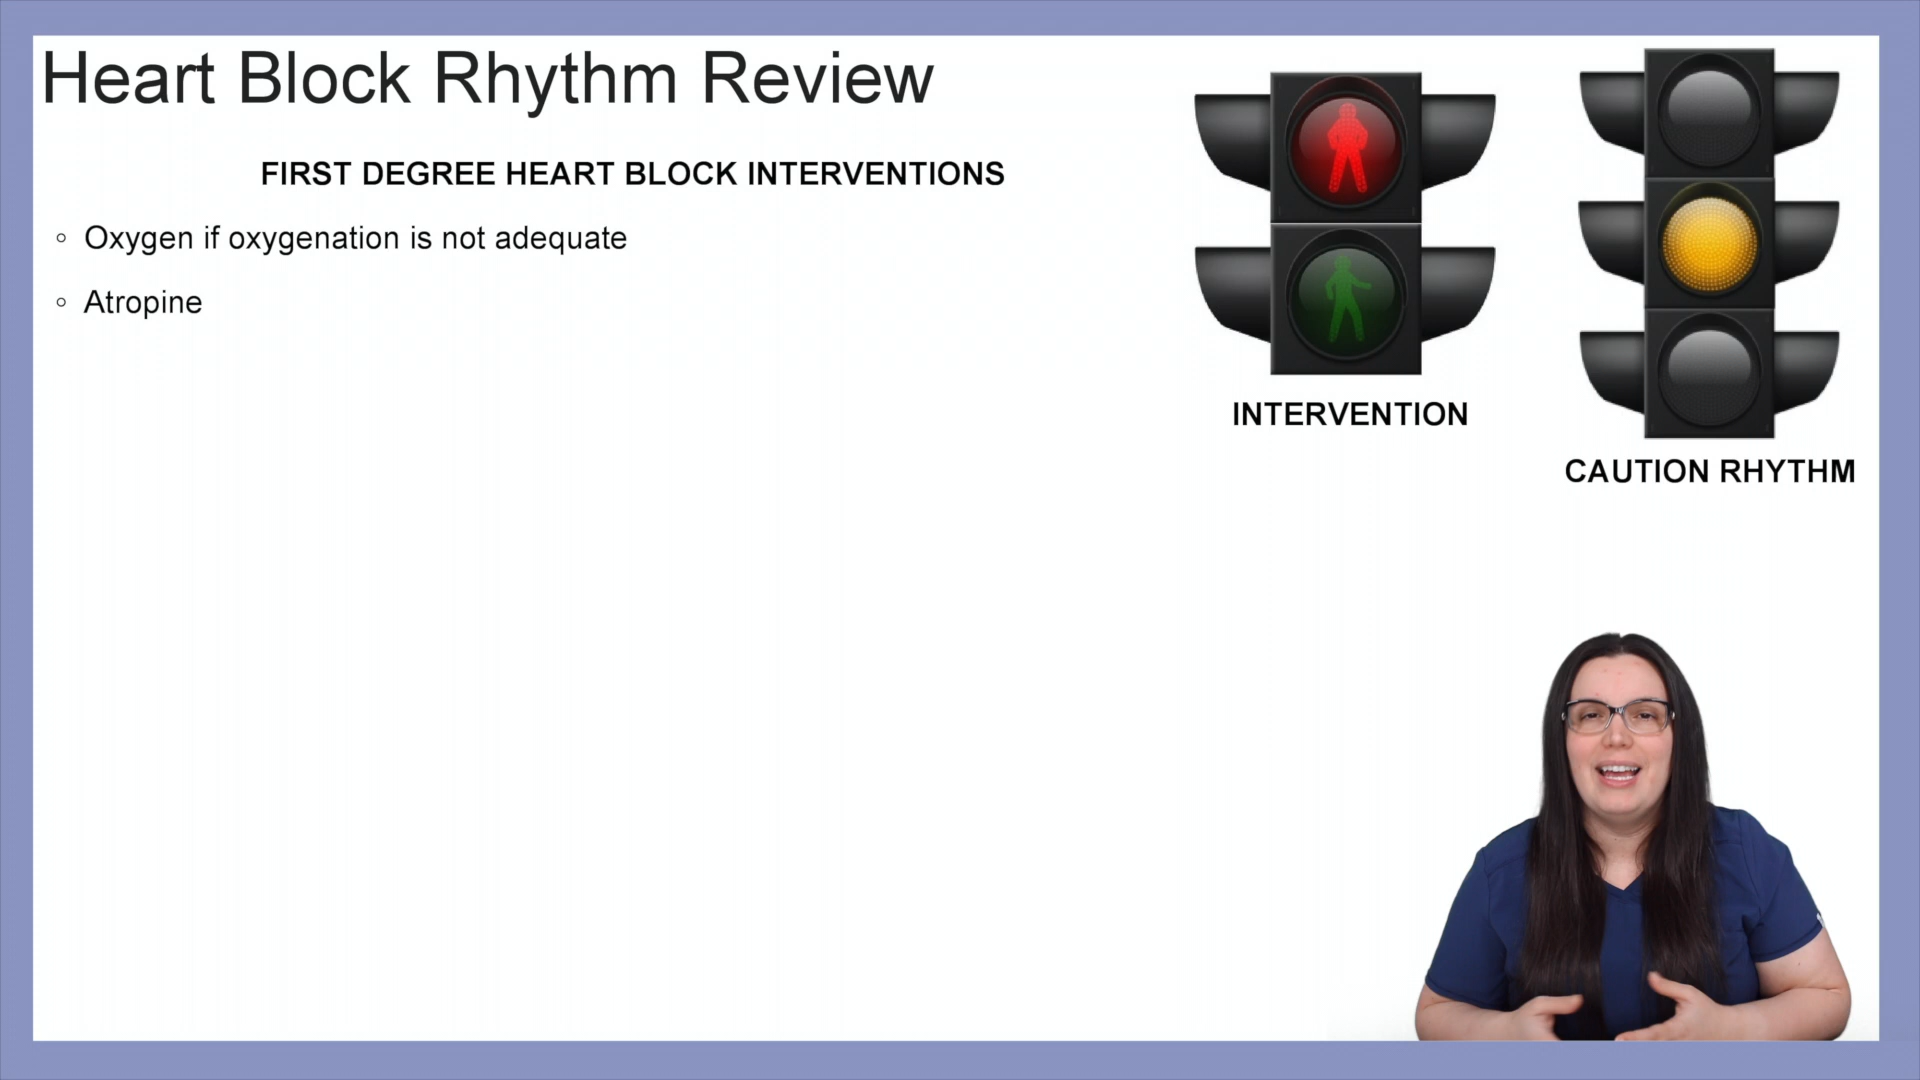 Heart Block Rhythm Review
FIRST DEGREE HEART BLOCK INTERVENTIONS
◦ Oxygen if oxygenation is not adequate
◦ Atropine
INTERVENTION
CAUTION RHYTHM